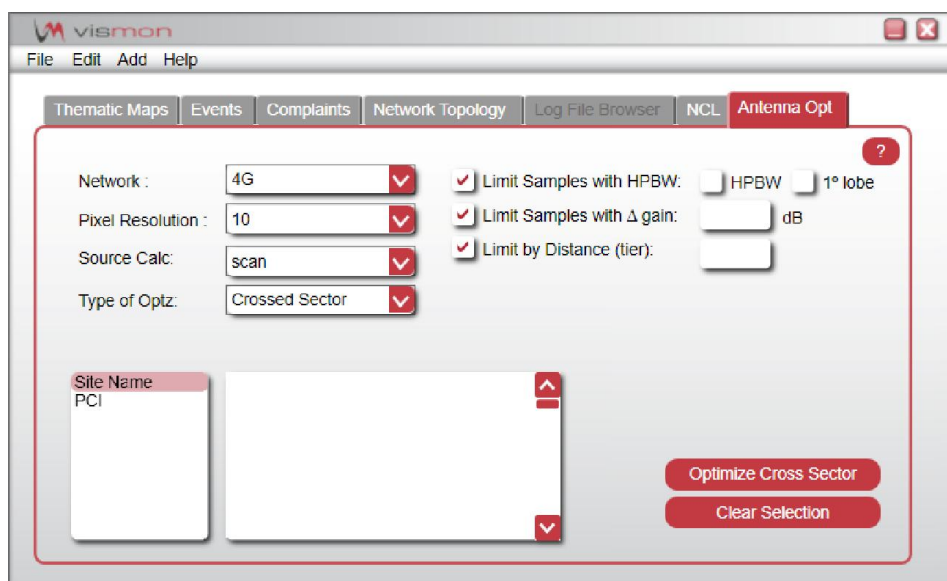 vismon
File Edit Add Help
Thematic Maps Events Complaints Network Topology Log File Browser NCL Antenna Opt
?
Network : 4G Limit Samples with HPBW: HPBW 1º lobe
Pixel Resolution : 10 Limit Samples with Δ gain: dB
Source Calc: scan Limit by Distance (tier):
Type of Optz: Crossed Sector
Site Name
PCI
Optimize Cross Sector
Clear Selection